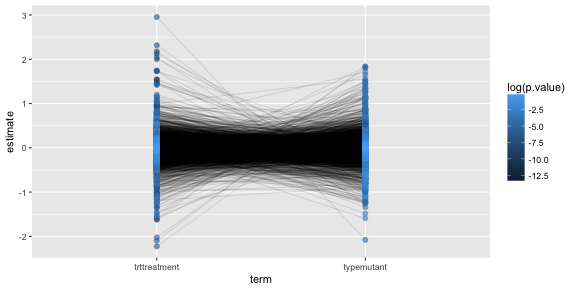 estimate
3
2
1
0
-1
-2
trttreatment
typemutant
term
log(p.value)
-2.5
-5.0
-7.5
-10.0
-12.5